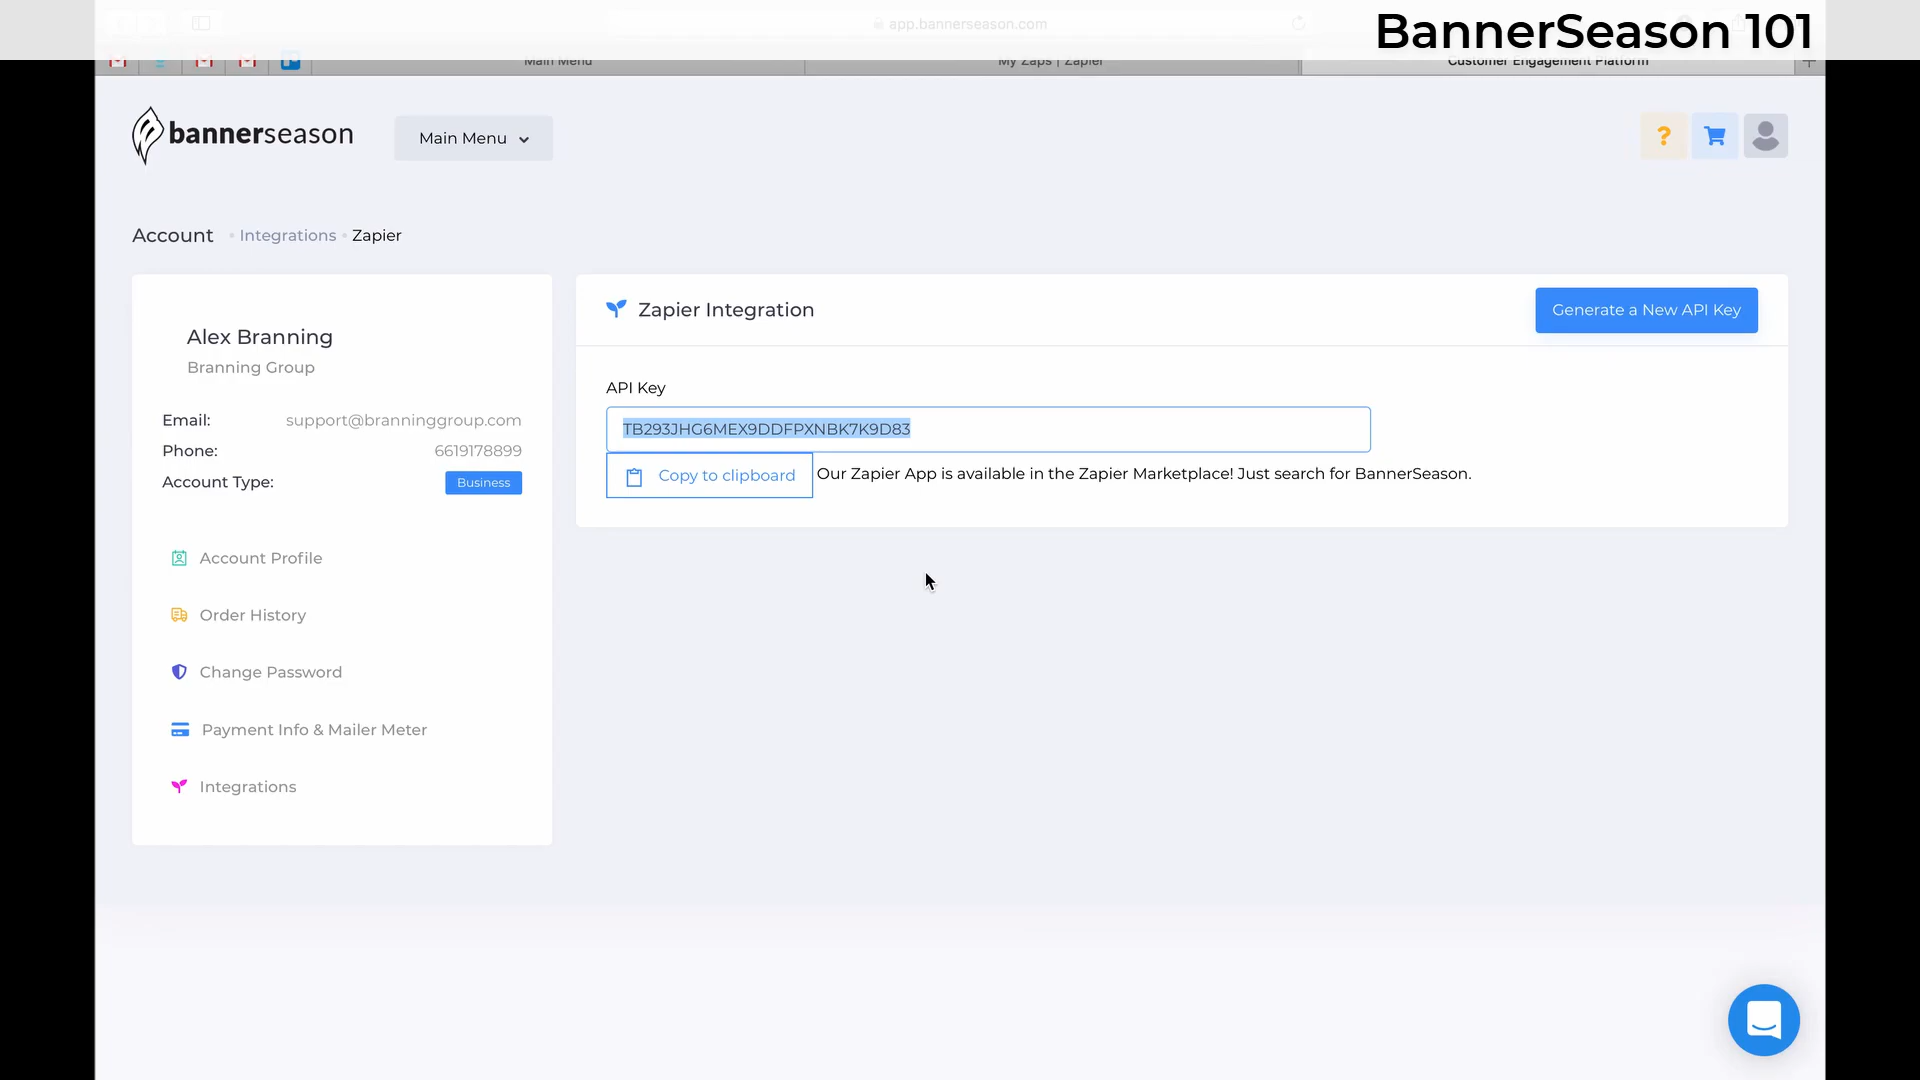 BannerSeason 101
app.bannerseason.com
Main Menu
My Zaps | Zapier
Customer Engagement Platform
bannerseason
Main Menu
Account • Integrations • Zapier
Alex Branning
Branning Group
Email: support@branninggroup.com
Phone: 6619178899
Account Type: Business
Account Profile
Order History
Change Password
Payment Info & Mailer Meter
Integrations
Zapier Integration
Generate a New API Key
API Key
TB293JHG6MEX9DDFPXNBK7K9D83
Copy to clipboard
Our Zapier App is available in the Zapier Marketplace! Just search for BannerSeason.